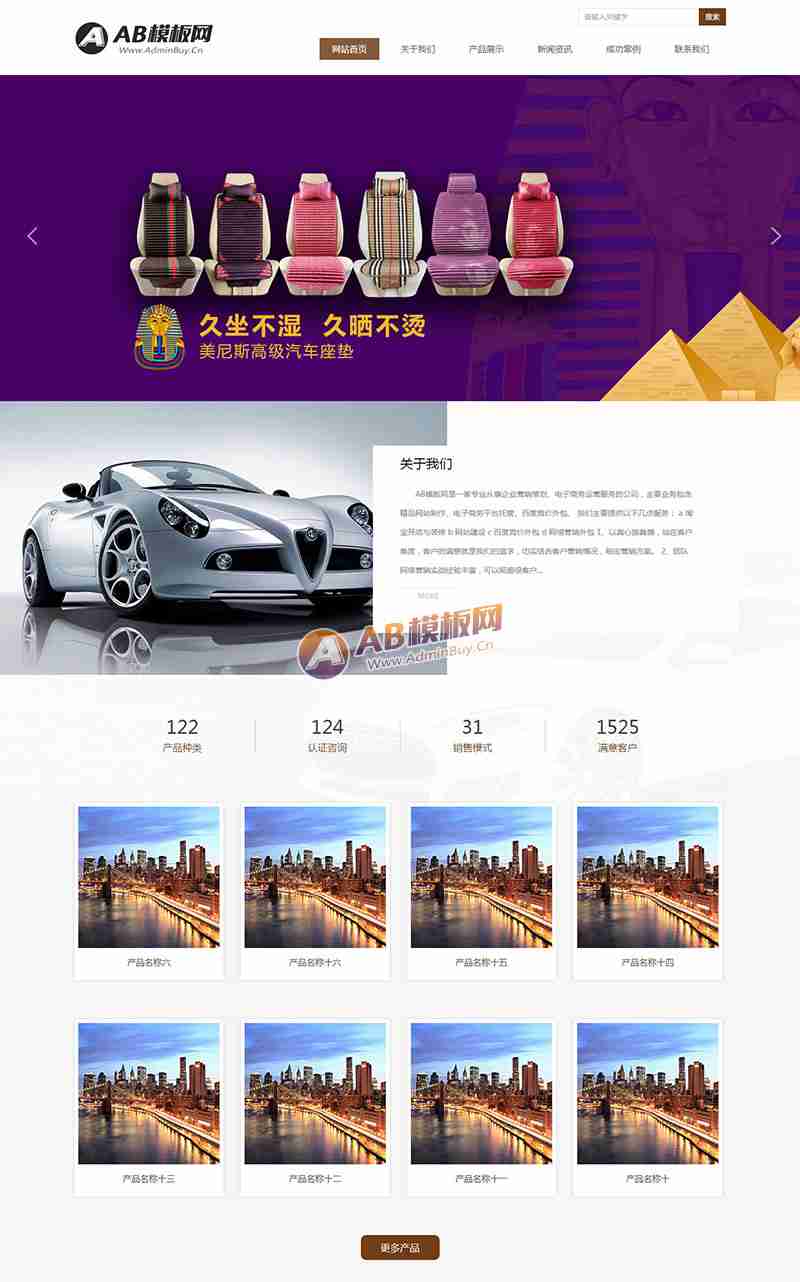 请输入关键字
搜索
AB模板网
Www.AdminBuy.Cn
网站首页 关于我们 产品展示 新闻资讯 成功案例 联系我们
久坐不湿 久晒不烫
美尼斯高级汽车座垫
关于我们
AB模板网是一家专业从事企业营销策划、电子商务运营服务的公司，主要业务包含
精品网站制作、电子商务平台托管、百度竞价外包。 我们主要提供以下几点服务： a 淘
宝开店与装修 b 网站建设 c 百度竞价外包 d 网络营销外包 1、以真心换真情，站在客户
角度，客户的满意就是我们的追求，切实结合客户营销情况，制定营销方案。 2、团队
网络营销实战经验丰富，可以根据很客户...
MORE
AB模板网
Www.AdminBuy.Cn
122 124 31 1525
产品种类 认证咨询 销售模式 满意客户
产品名称六 产品名称十六 产品名称十五 产品名称十四
产品名称十三 产品名称十二 产品名称十一 产品名称十
更多产品